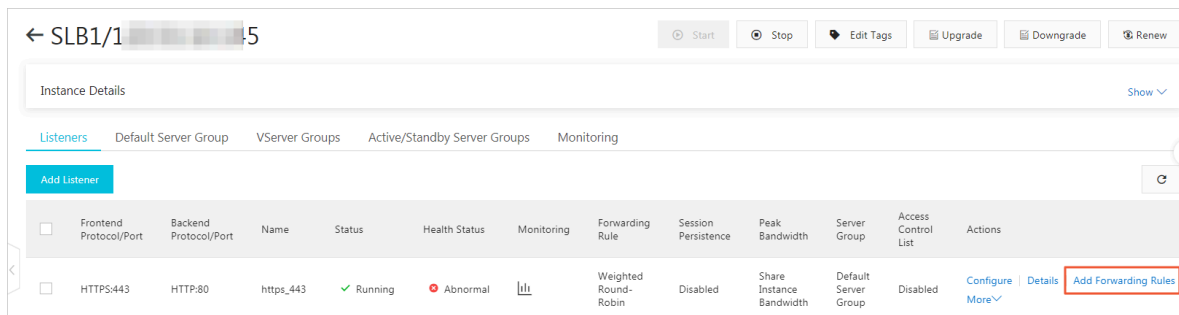 ← SLB1/1 45
Start Stop Edit Tags Upgrade Downgrade Renew
Instance Details Show
Listeners Default Server Group VServer Groups Active/Standby Server Groups Monitoring
Add Listener
Frontend Protocol/Port Backend Protocol/Port Name Status Health Status Monitoring Forwarding Rule Session Persistence Peak Bandwidth Server Group Access Control List Actions
HTTPS:443 HTTP:80 https_443 Running Abnormal Weighted Round-Robin Disabled Share Instance Bandwidth Default Server Group Disabled Configure Details Add Forwarding Rules More